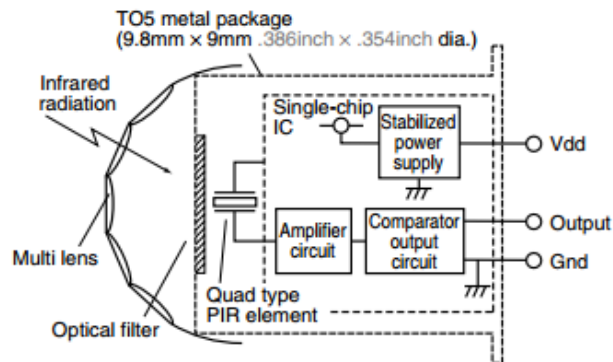 TO5 metal package
(9.8mm × 9mm .386inch × .354inch dia.)
Infrared
radiation
Single-chip
IC
Stabilized
power
supply
Vdd
Amplifier
circuit
Comparator
output
circuit
Output
Gnd
Multi lens
Quad type
PIR element
Optical filter